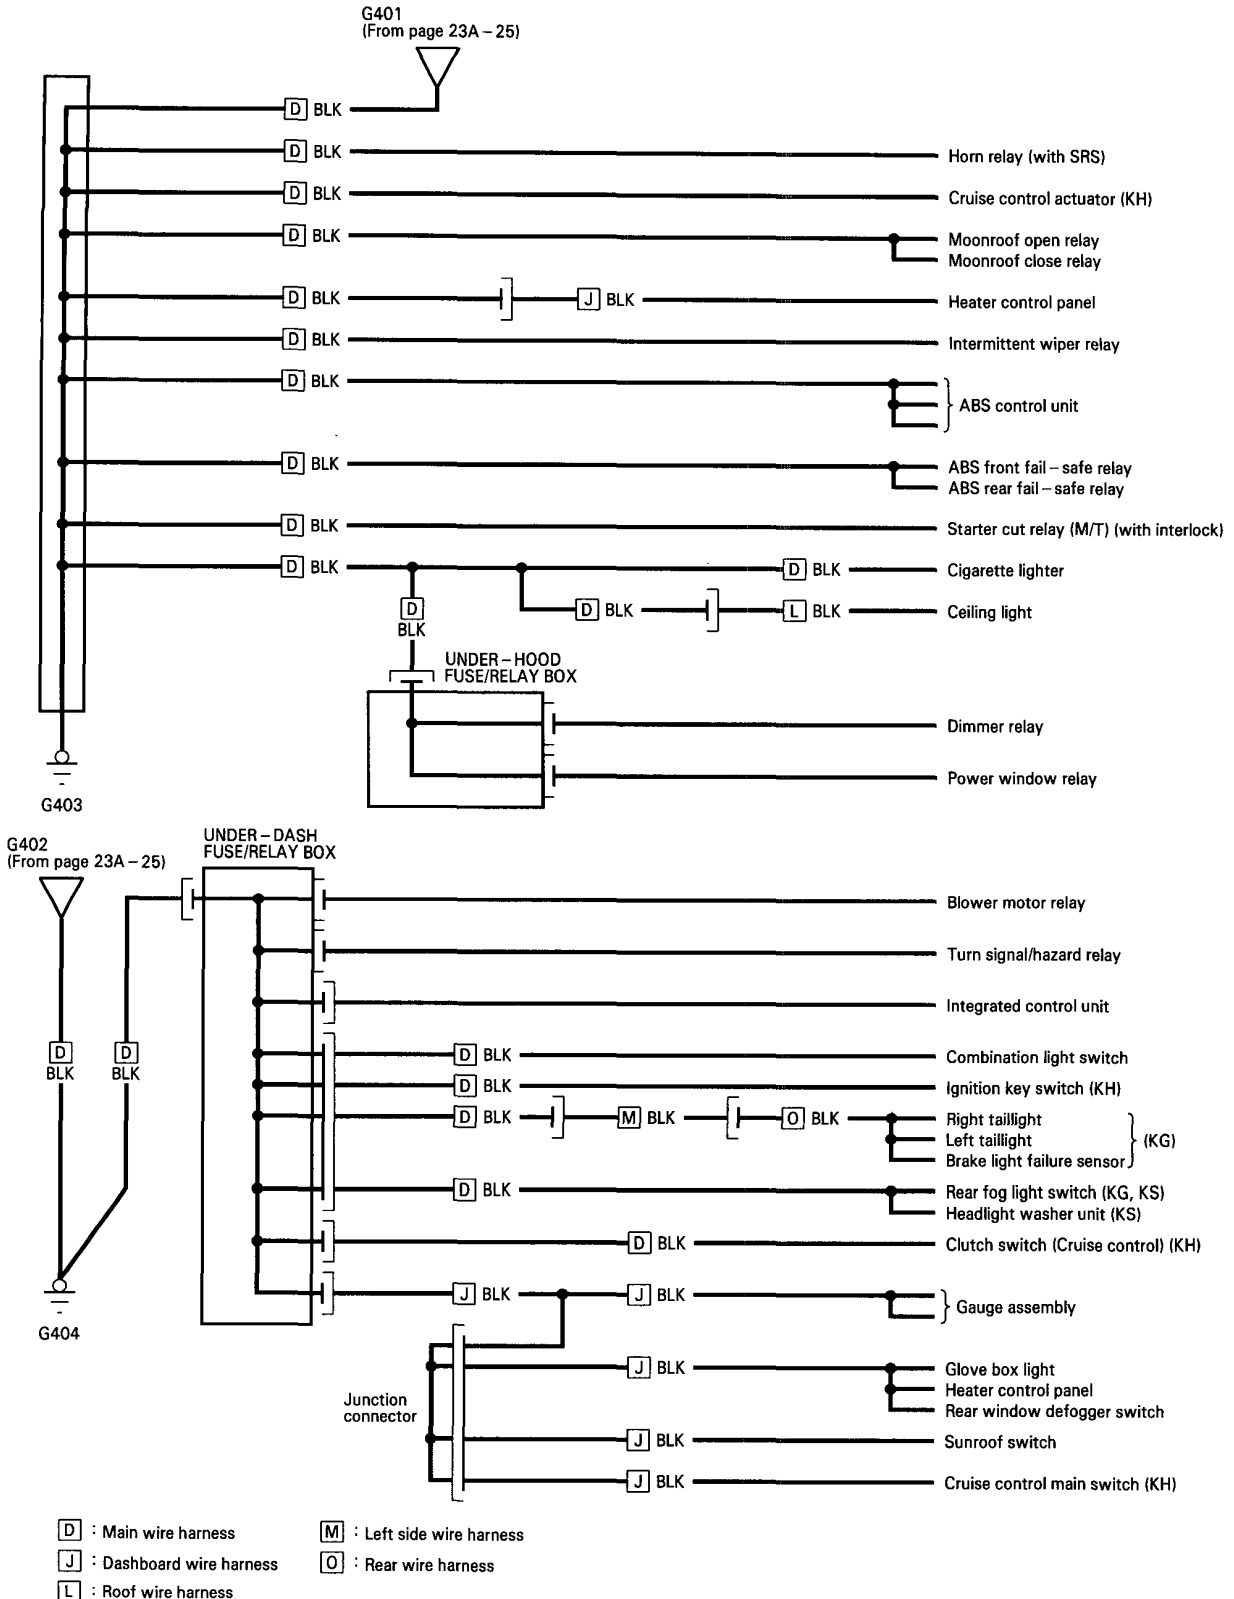 G401
(From page 23A – 25)
D BLK
D BLK Horn relay (with SRS)
D BLK Cruise control actuator (KH)
D BLK Moonroof open relay
Moonroof close relay
D BLK J BLK Heater control panel
D BLK Intermittent wiper relay
D BLK ABS control unit
D BLK ABS front fail – safe relay
ABS rear fail – safe relay
D BLK Starter cut relay (M/T) (with interlock)
D BLK D BLK Cigarette lighter
D D BLK L BLK Ceiling light
BLK
UNDER – HOOD
FUSE/RELAY BOX
Dimmer relay
Power window relay
G403
G402
(From page 23A – 25)
UNDER – DASH
FUSE/RELAY BOX
Blower motor relay
Turn signal/hazard relay
Integrated control unit
D D
BLK BLK
D BLK Combination light switch
D BLK Ignition key switch (KH)
D BLK M BLK O BLK Right taillight
Left taillight (KG)
Brake light failure sensor
D BLK Rear fog light switch (KG, KS)
Headlight washer unit (KS)
D BLK Clutch switch (Cruise control) (KH)
J BLK J BLK Gauge assembly
G404
J BLK Glove box light
Heater control panel
Rear window defogger switch
Junction
connector
J BLK Sunroof switch
J BLK Cruise control main switch (KH)
D : Main wire harness
M : Left side wire harness
J : Dashboard wire harness
O : Rear wire harness
L : Roof wire harness